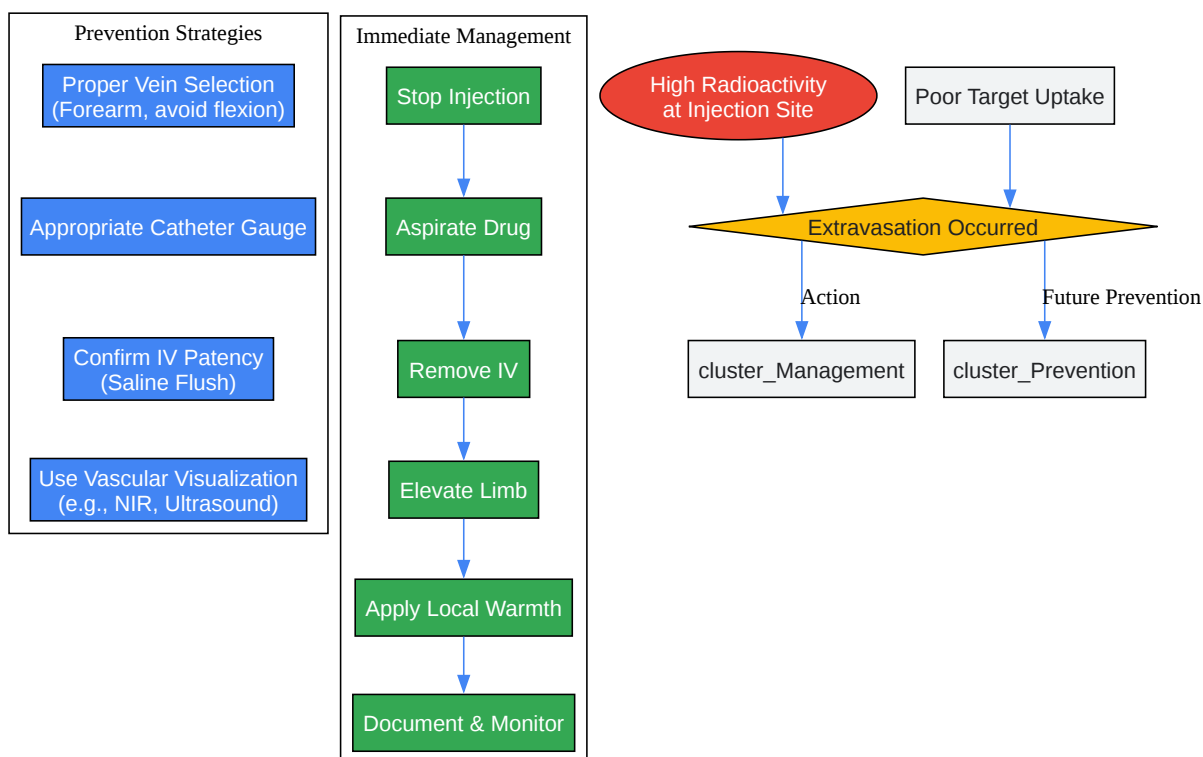 Prevention Strategies
Proper Vein Selection
(Forearm, avoid flexion)
Appropriate Catheter Gauge
Confirm IV Patency
(Saline Flush)
Use Vascular Visualization
(e.g., NIR, Ultrasound)
Immediate Management
Stop Injection
Aspirate Drug
Remove IV
Elevate Limb
Apply Local Warmth
Document & Monitor
High Radioactivity
at Injection Site
Poor Target Uptake
Extravasation Occurred
Action
Future Prevention
cluster_Management
cluster_Prevention